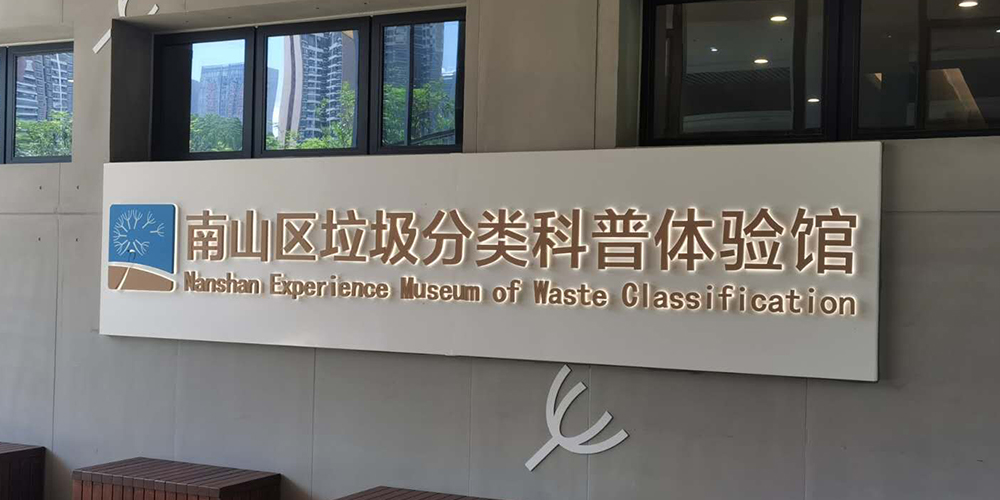 南山区垃圾分类科普体验馆
Nanshan Experience Museum of Waste Classification